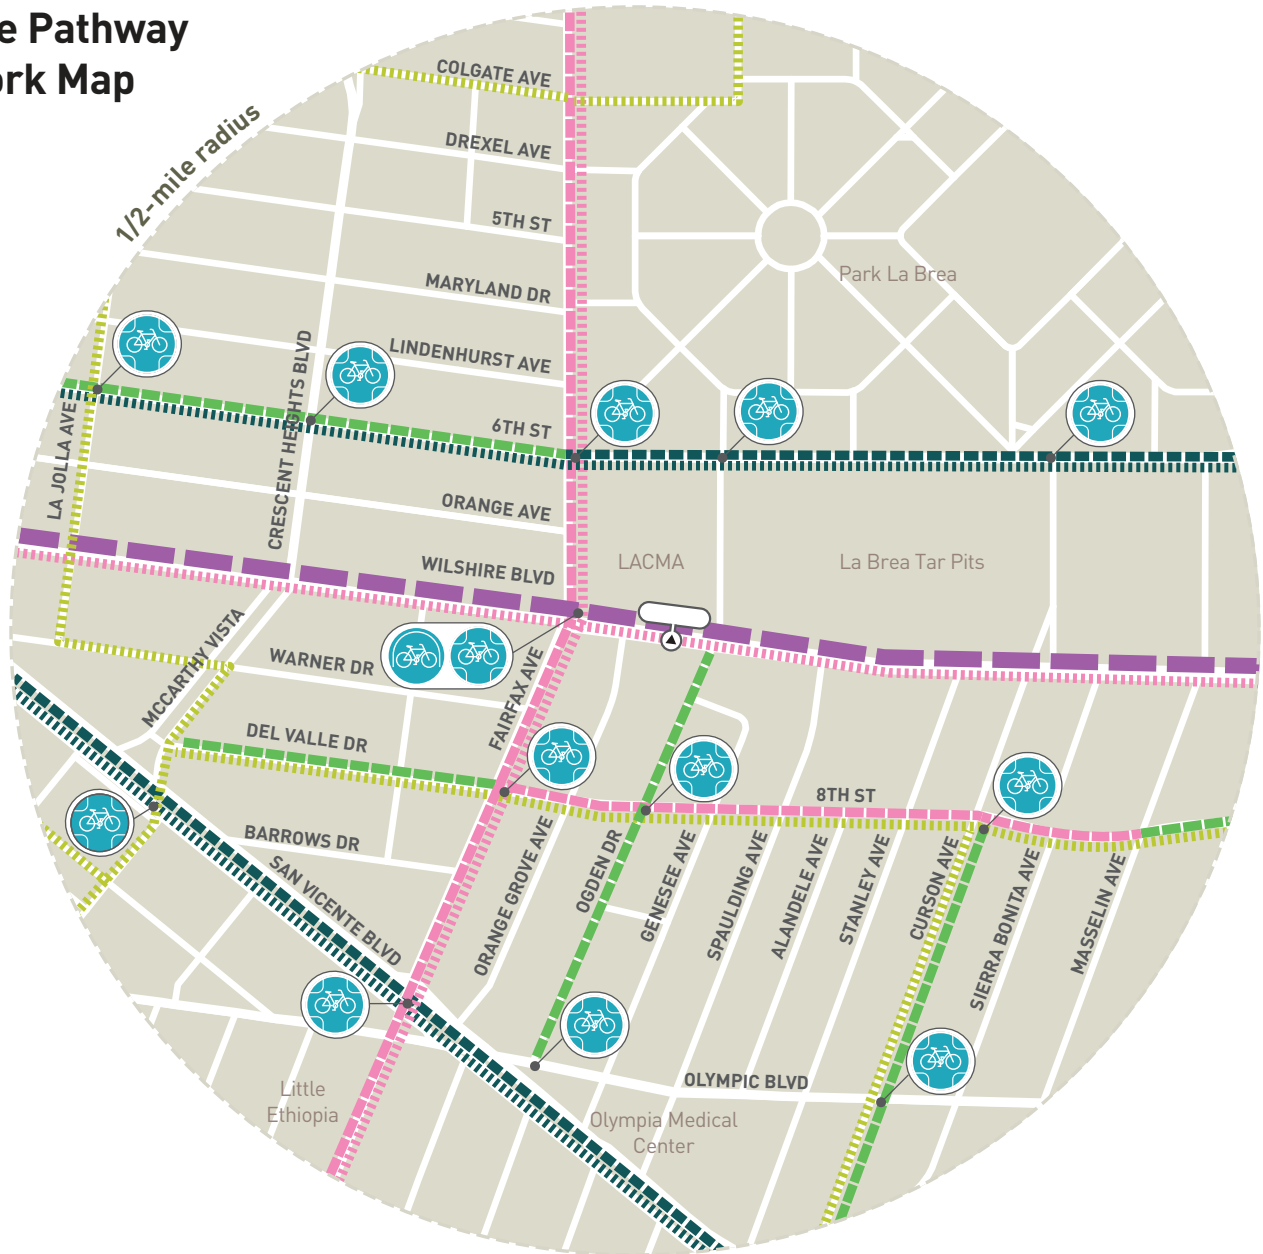 e Pathway
ork Map
1/2-mile radius
COLGATE AVE
DREXEL AVE
5TH ST
MARYLAND DR
Park La Brea
LINDENHURST AVE
CRESCENT HEIGHTS BLVD
LA JOLLA AVE
6TH ST
ORANGE AVE
WILSHIRE BLVD
LACMA
La Brea Tar Pits
MCCARTHY VISTA
WARNER DR
FAIRFAX AVE
DEL VALLE DR
8TH ST
BARROWS DR
SAN VICENTE BLVD
ORANGE GROVE AVE
OGDEN DR
GENESEE AVE
SPAULDING AVE
ALANDELE AVE
STANLEY AVE
CURSON AVE
SIERRA BONITA AVE
MASSELIN AVE
OLYMPIC BLVD
Little
Ethiopia
Olympia Medical
Center